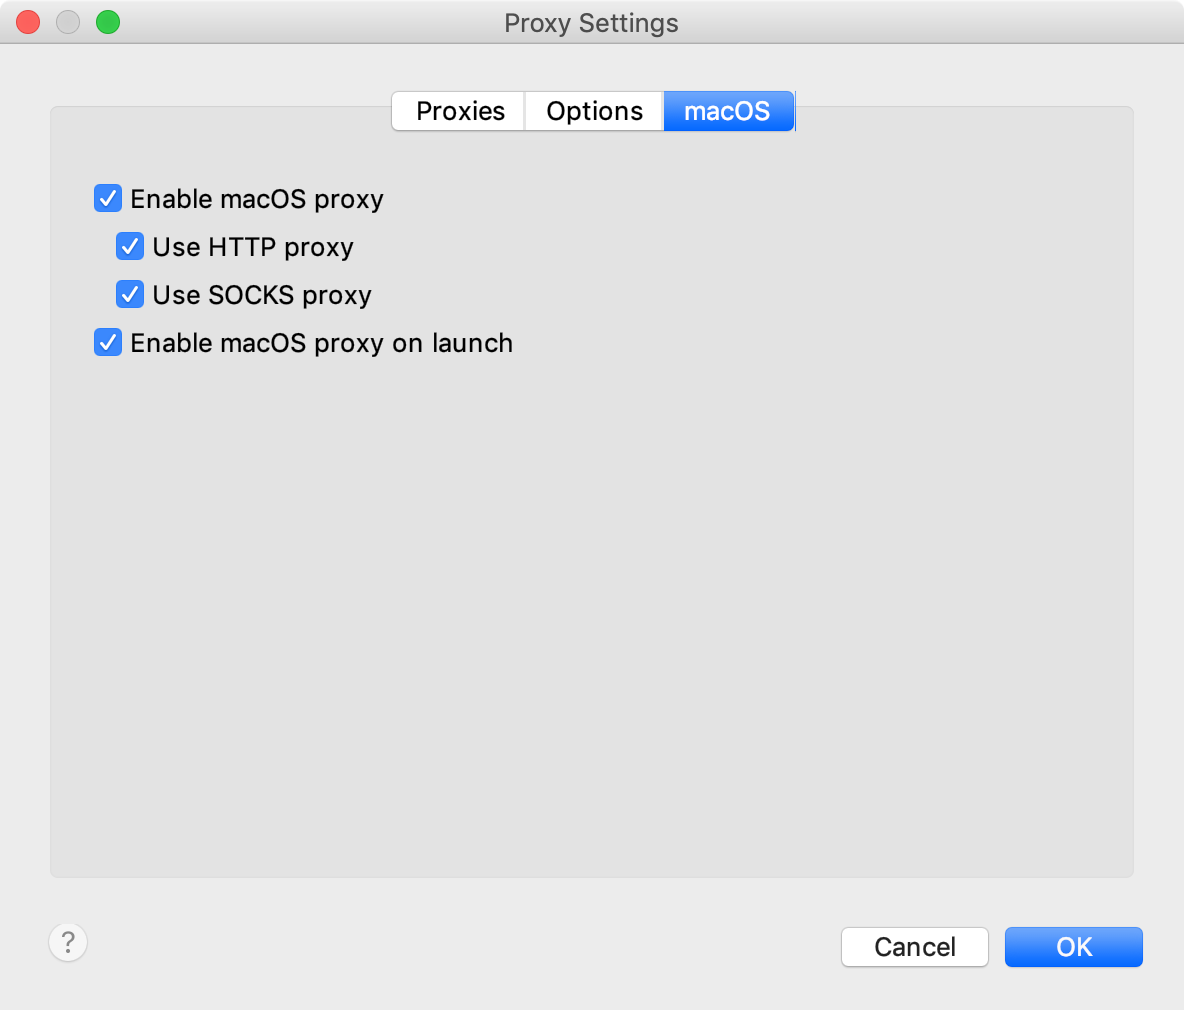 Proxy Settings
Proxies Options macOS
Enable macOS proxy
Use HTTP proxy
Use SOCKS proxy
Enable macOS proxy on launch
? Cancel OK